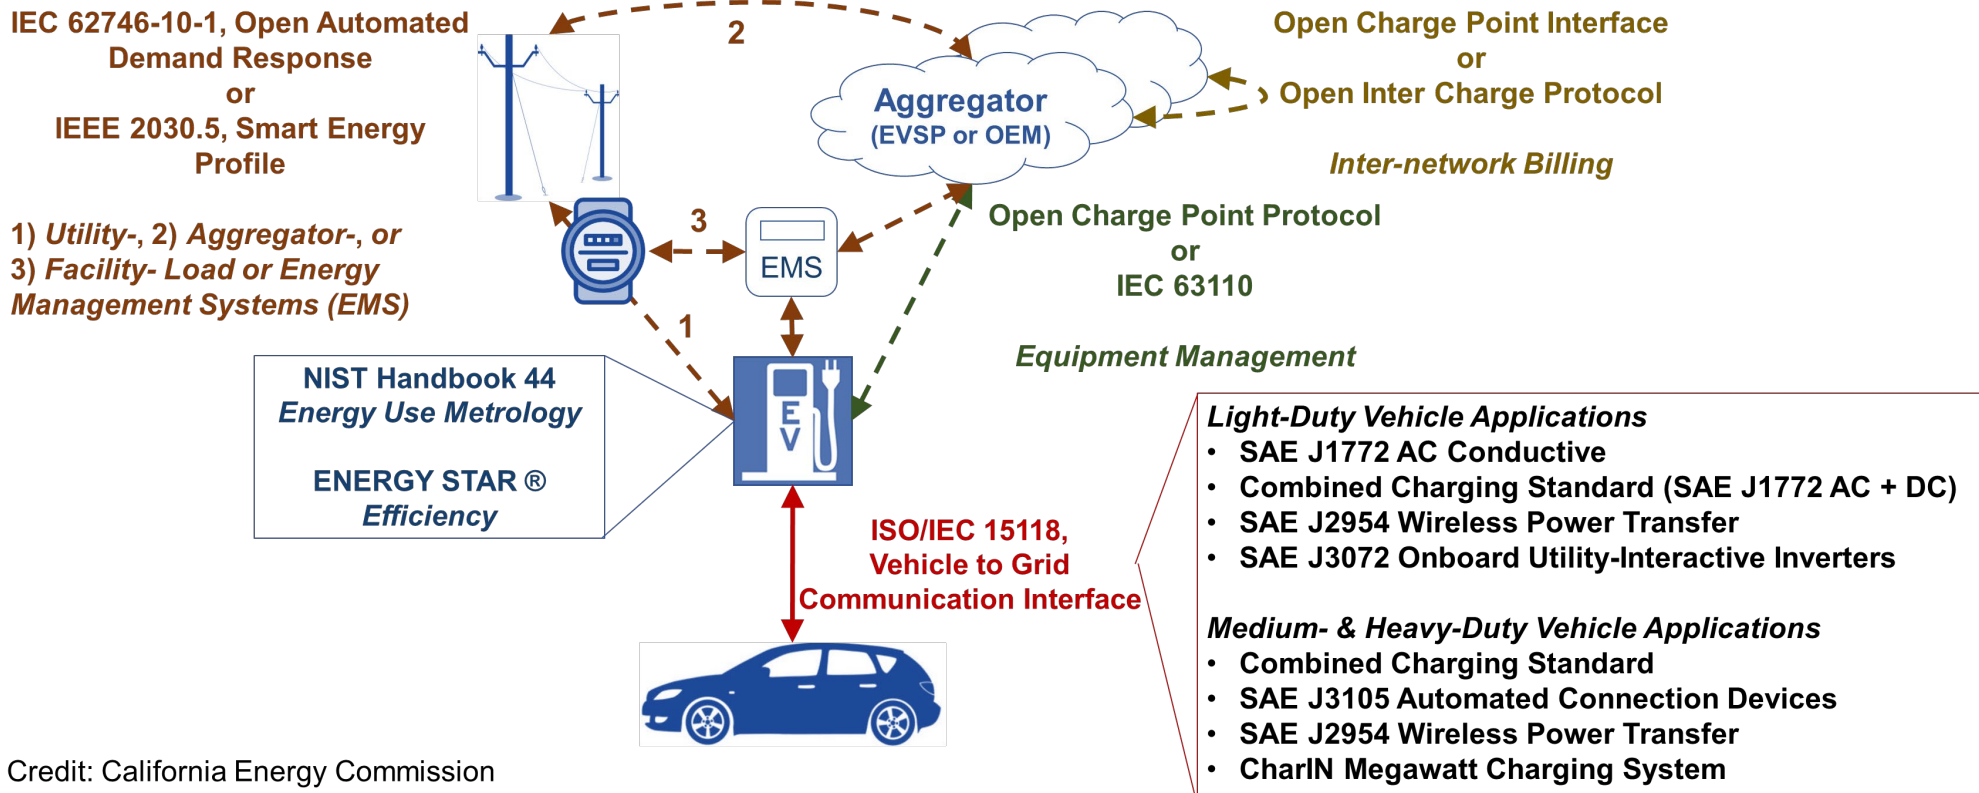 IEC 62746-10-1, Open Automated
Demand Response
or
IEEE 2030.5, Smart Energy
Profile
1) Utility-, 2) Aggregator-, or
3) Facility- Load or Energy
Management Systems (EMS)
2
Aggregator
(EVSP or OEM)
Open Charge Point Interface
or
Open Inter Charge Protocol
Inter-network Billing
3
EMS
1
Open Charge Point Protocol
or
IEC 63110
Equipment Management
NIST Handbook 44
Energy Use Metrology
ENERGY STAR ®
Efficiency
E
V
ISO/IEC 15118,
Vehicle to Grid
Communication Interface
Light-Duty Vehicle Applications
• SAE J1772 AC Conductive
• Combined Charging Standard (SAE J1772 AC + DC)
• SAE J2954 Wireless Power Transfer
• SAE J3072 Onboard Utility-Interactive Inverters
Medium- & Heavy-Duty Vehicle Applications
• Combined Charging Standard
• SAE J3105 Automated Connection Devices
• SAE J2954 Wireless Power Transfer
• CharIN Megawatt Charging System
Credit: California Energy Commission